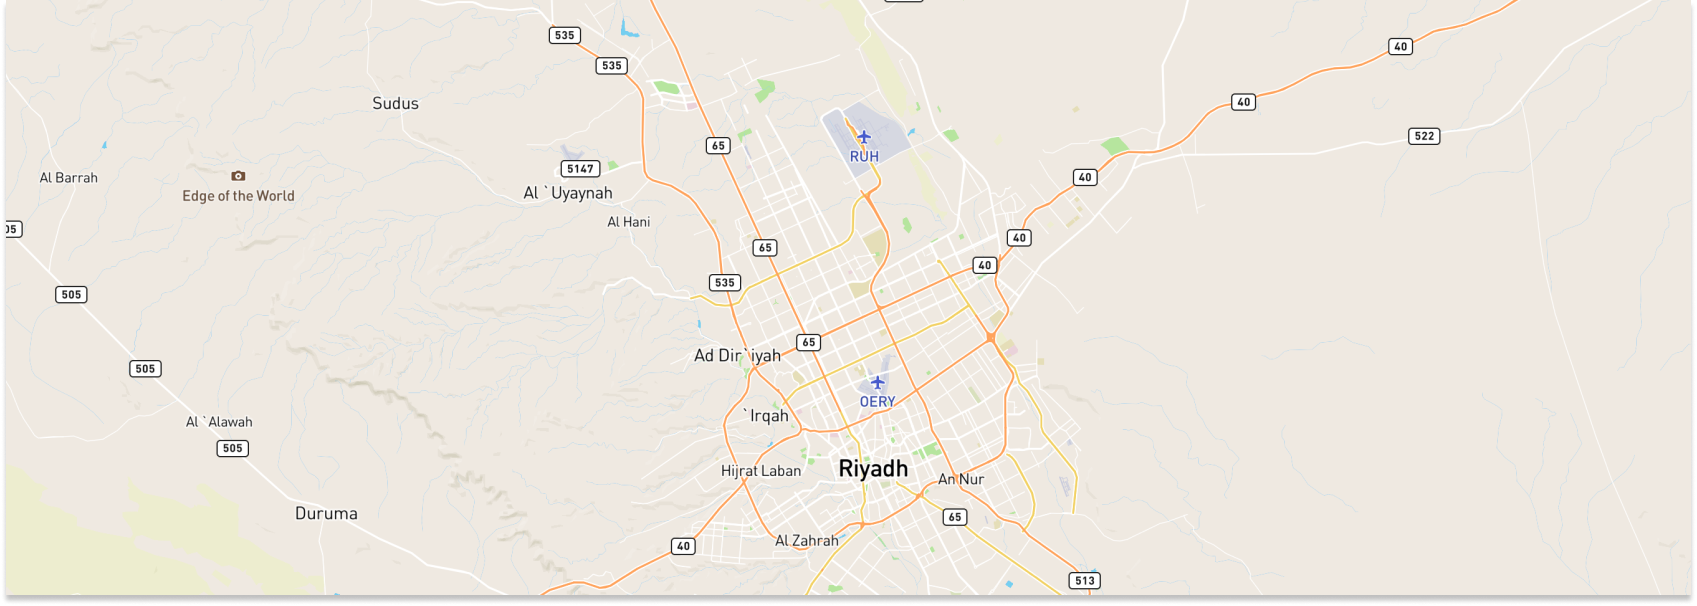 535
40
535
40
Sudus
522
65
RUH
5147
Al Barrah
40
Edge of the World
Al `Uyaynah
Al Hani
05
40
65
40
535
505
65
Ad Dir`iyah
505
OERY
`Irqah
Al `Alawah
505
Riyadh
Hijrat Laban
An Nur
Duruma
65
Al Zahrah
40
513